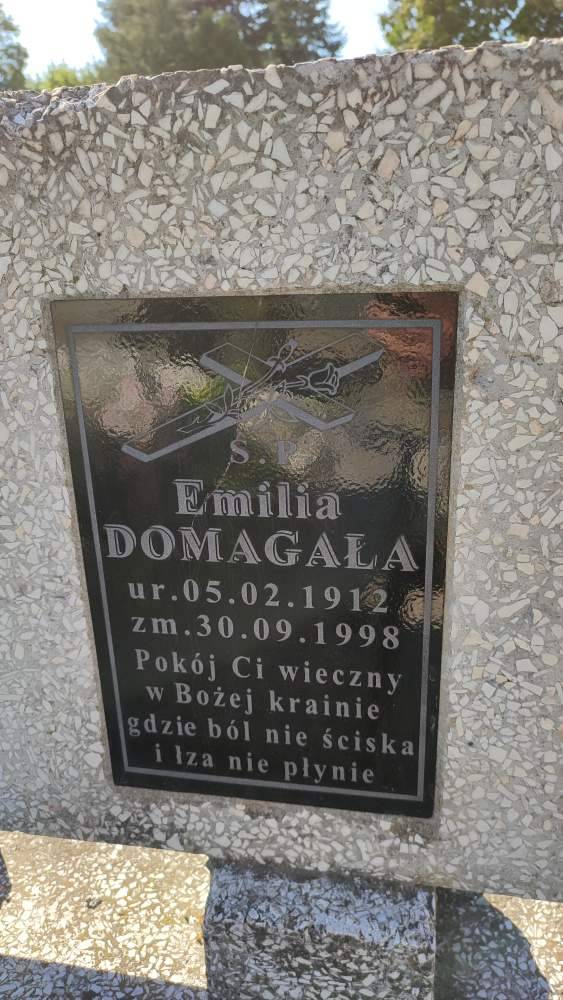 S.P.
Emilia
DOMAGAŁA
ur.05.02.1912
zm.30.09.1998
Pokój Ci wieczny
w Bożej krainie
gdzie ból nie ściska
i łza nie płynie